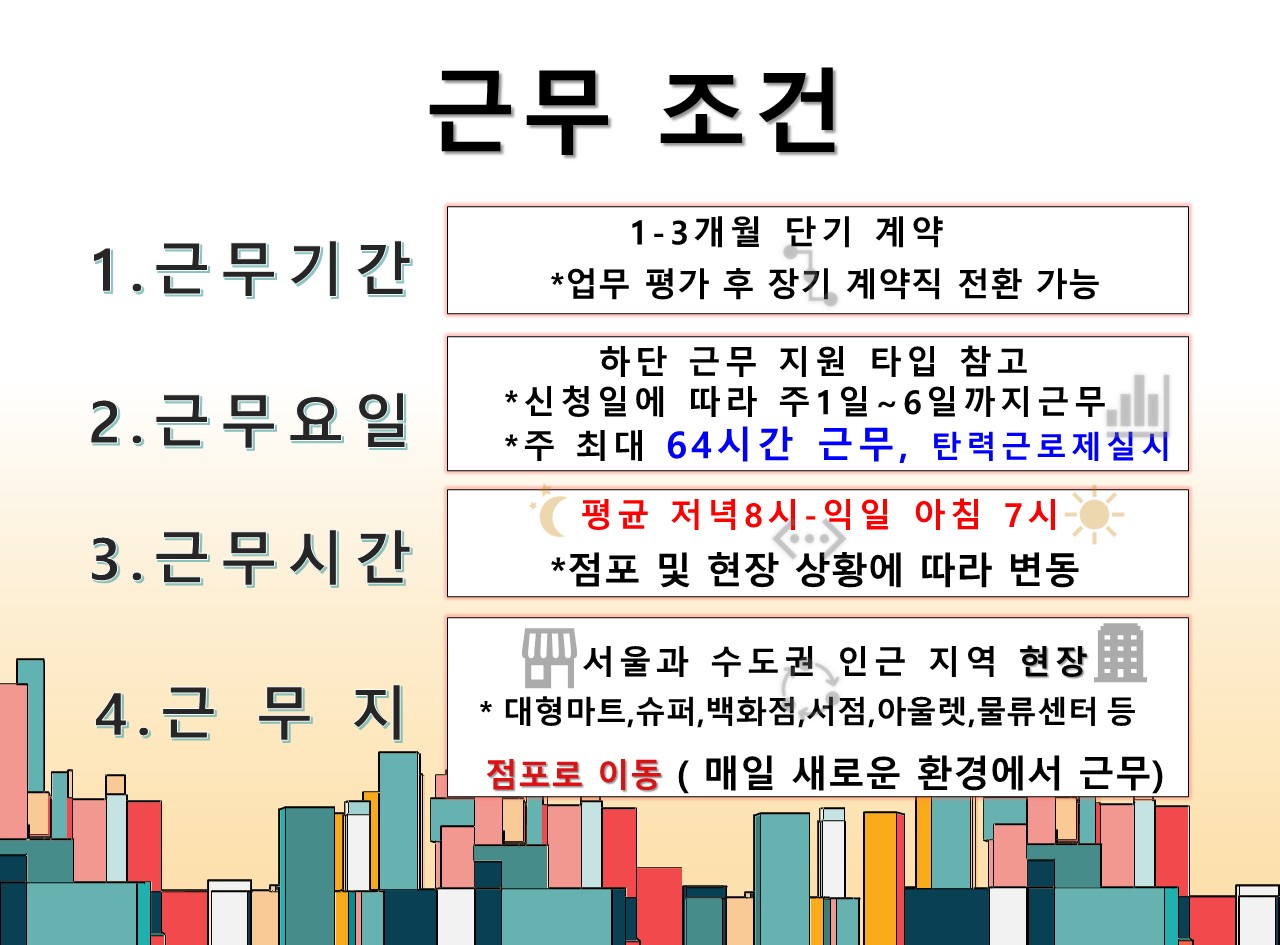 근무 조건
1.근무기간
1-3개월 단기 계약
*업무 평가 후 장기 계약직 전환 가능
2.근무요일
하단 근무 지원 타입 참고
*신청일에 따라 주1일~6일까지근무
*주 최대 64시간 근무, 탄력근로제실시
3.근무시간
평균 저녁8시-익일 아침 7시
*점포 및 현장 상황에 따라 변동
4.근 무 지
서울과 수도권 인근 지역 현장
* 대형마트,슈퍼,백화점,서점,아울렛,물류센터 등
점포로 이동 ( 매일 새로운 환경에서 근무)